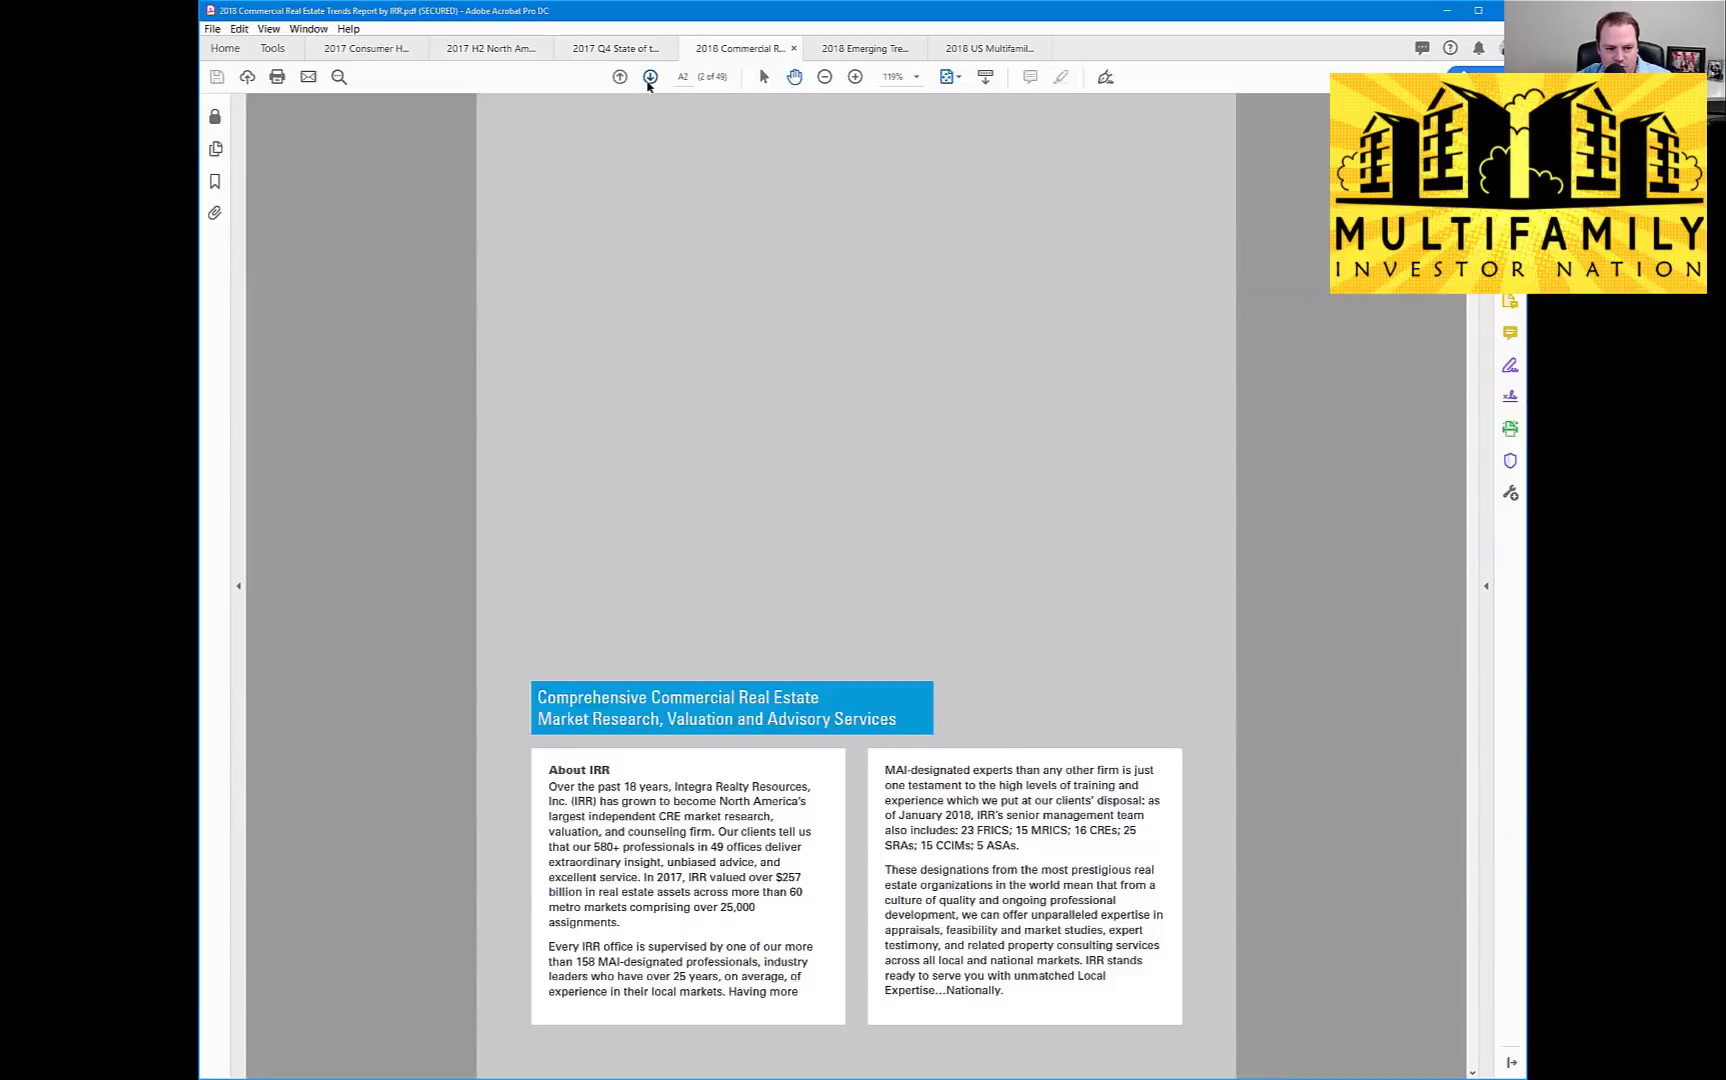 2018 Commercial Real Estate Trends Report by IRR.pdf (SECURED) - Adobe Acrobat Pro DC
File Edit View Window Help
Home Tools 2017 Consumer H... 2017 H2 North Am... 2017 Q4 State of t... 2018 Commercial R... × 2018 Emerging Tre... 2018 US Multifamil...
A2 (2 of 49) 119%
MULTIFAMILY
INVESTOR NATION
Comprehensive Commercial Real Estate
Market Research, Valuation and Advisory Services
About IRR
Over the past 18 years, Integra Realty Resources,
Inc. (IRR) has grown to become North America's
largest independent CRE market research,
valuation, and counseling firm. Our clients tell us
that our 580+ professionals in 49 offices deliver
extraordinary insight, unbiased advice, and
excellent service. In 2017, IRR valued over $257
billion in real estate assets across more than 60
metro markets comprising over 25,000
assignments.
Every IRR office is supervised by one of our more
than 158 MAI-designated professionals, industry
leaders who have over 25 years, on average, of
experience in their local markets. Having more
MAI-designated experts than any other firm is just
one testament to the high levels of training and
experience which we put at our clients' disposal: as
of January 2018, IRR's senior management team
also includes: 23 FRICS; 15 MRICS; 16 CREs; 25
SRAs; 15 CCIMs; 5 ASAs.
These designations from the most prestigious real
estate organizations in the world mean that from a
culture of quality and ongoing professional
development, we can offer unparalleled expertise in
appraisals, feasibility and market studies, expert
testimony, and related property consulting services
across all local and national markets. IRR stands
ready to serve you with unmatched Local
Expertise...Nationally.